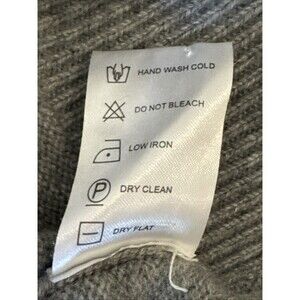 HAND WASH COLD
DO NOT BLEACH
LOW IRON
P DRY CLEAN
DRY FLAT